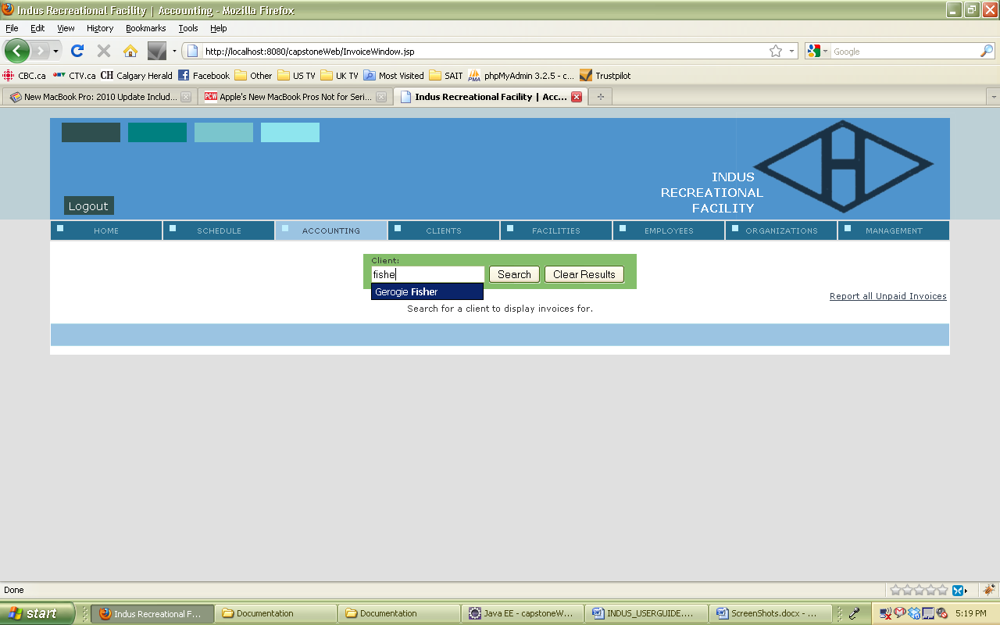 Indus Recreational Facility | Accounting - Mozilla Firefox
File Edit View History Bookmarks Tools Help
http://localhost:8080/capstoneWeb/InvoiceWindow.jsp
Google
CBC.ca CTV.ca CH Calgary Herald Facebook Other US TV UK TV Most Visited SAIT PMA phpMyAdmin 3.2.5 - c... Trustpilot
New MacBook Pro: 2010 Update Includ... PCW Apple's New MacBook Pros Not for Seri... Indus Recreational Facility | Acc...
INDUS
RECREATIONAL
FACILITY
H
Logout
HOME SCHEDULE ACCOUNTING CLIENTS FACILITIES EMPLOYEES ORGANIZATIONS MANAGEMENT
Client:
fishe Search Clear Results
Gerogie Fisher
Report all Unpaid Invoices
Search for a client to display invoices for.
Done
start Indus Recreational F... Documentation Documentation Java EE - capstoneW... INDUS_USERGUIDE.... ScreenShots.docx - ... 5:19 PM